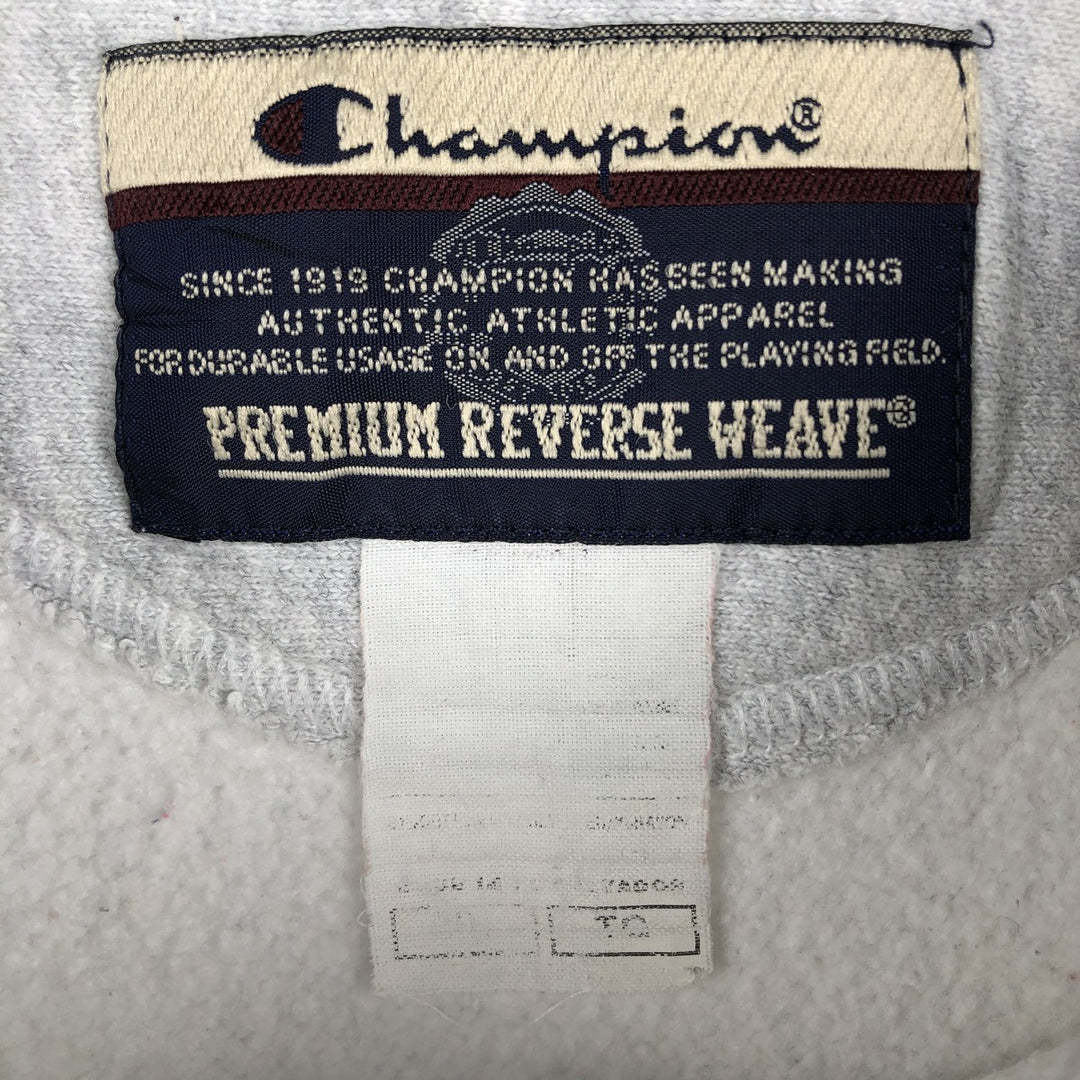 Champion®
SINCE 1919 CHAMPION HAS BEEN MAKING
AUTHENTIC ATHLETIC APPAREL
FOR DURABLE USAGE ON AND OFF THE PLAYING FIELD.
PREMIUM REVERSE WEAVE®